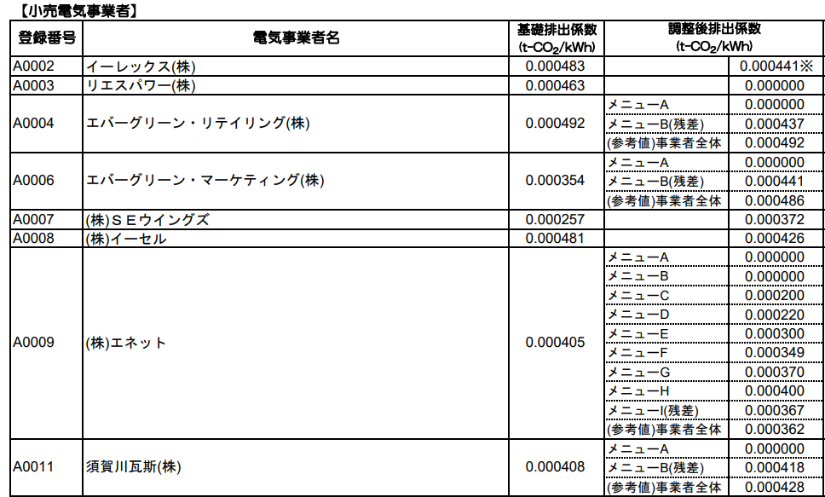 【小売電気事業者】
登録番号 電気事業者名 基礎排出係数 (t-CO2/kWh) 調整後排出係数 (t-CO2/kWh)
A0002 イーレックス(株) 0.000483 0.000441※
A0003 リエスパワー(株) 0.000463 0.000000
A0004 エバーグリーン・リテイリング(株) 0.000492 メニューA 0.000000
メニューB(残差) 0.000437
(参考値)事業者全体 0.000492
A0006 エバーグリーン・マーケティング(株) 0.000354 メニューA 0.000000
メニューB(残差) 0.000441
(参考値)事業者全体 0.000486
A0007 (株)ＳＥウイングズ 0.000257 0.000372
A0008 (株)イーセル 0.000481 0.000426
A0009 (株)エネット 0.000405 メニューA 0.000000
メニューB 0.000000
メニューC 0.000200
メニューD 0.000220
メニューE 0.000300
メニューF 0.000349
メニューG 0.000370
メニューH 0.000400
メニューI(残差) 0.000367
(参考値)事業者全体 0.000362
A0011 須賀川瓦斯(株) 0.000408 メニューA 0.000000
メニューB(残差) 0.000418
(参考値)事業者全体 0.000428